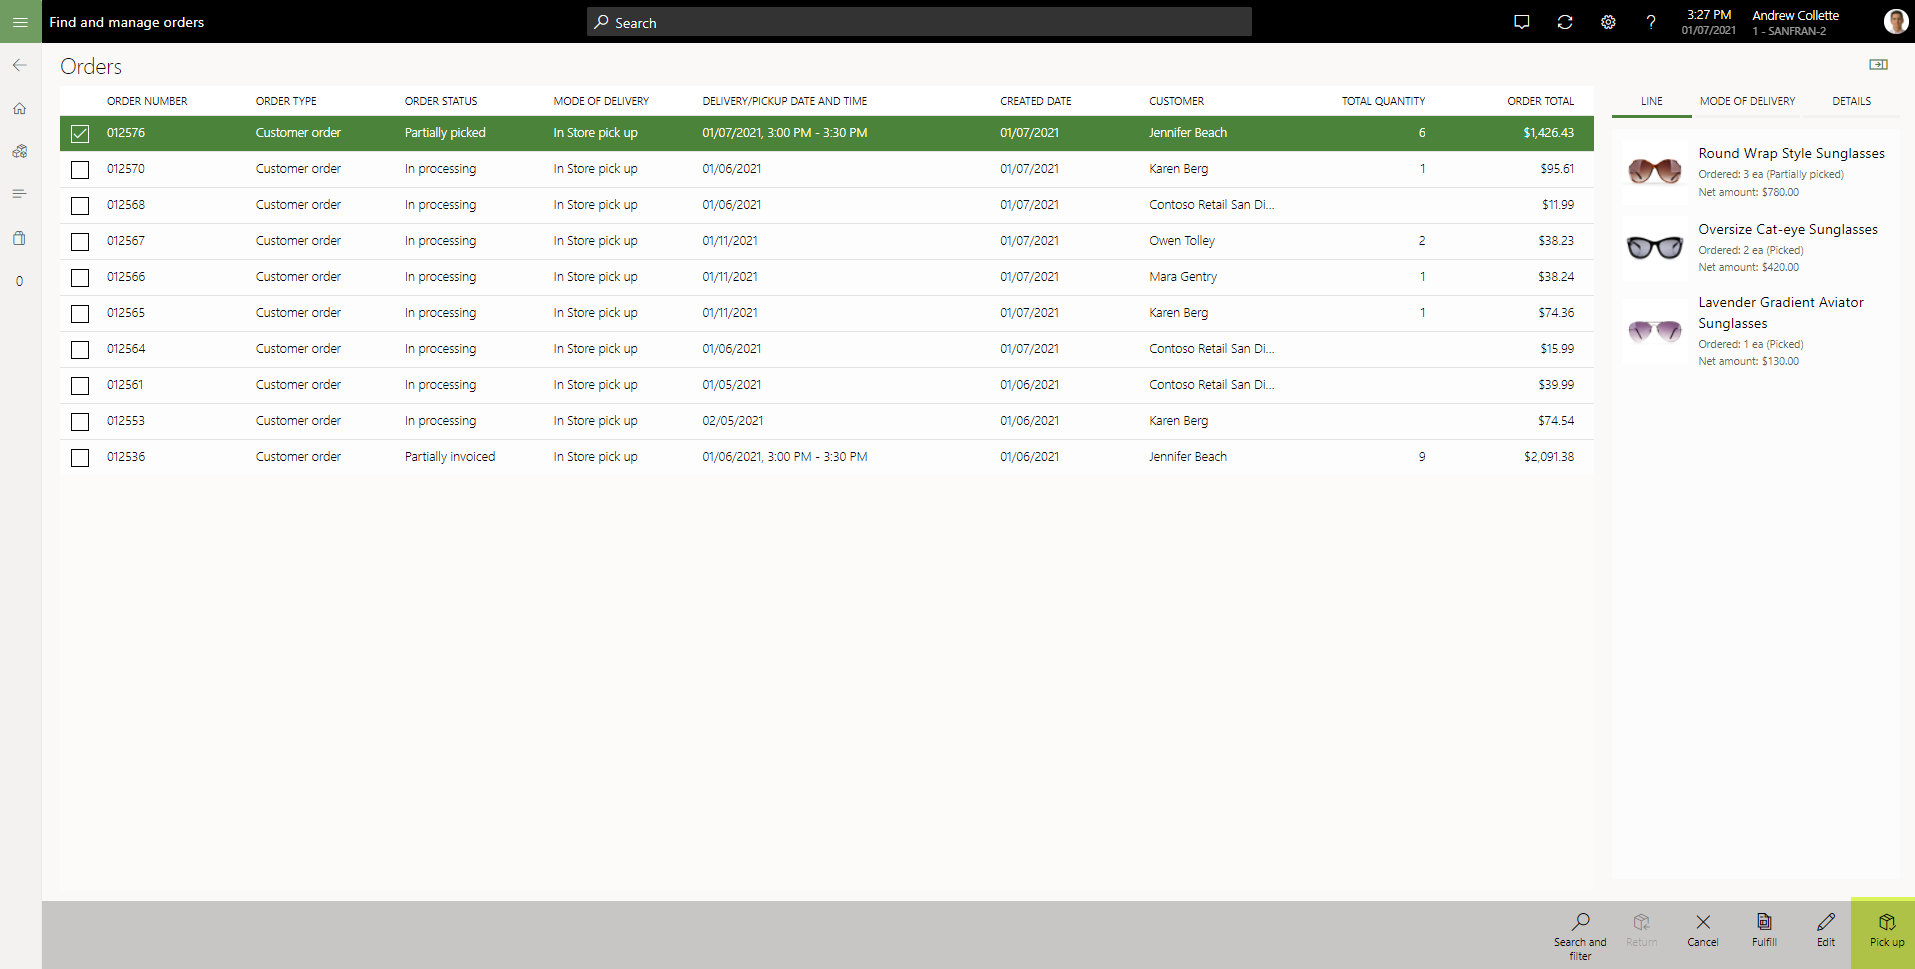 Find and manage orders
Search
3:27 PM
01/07/2021
Andrew Collette
1 - SANFRAN-2
Orders
ORDER NUMBER ORDER TYPE ORDER STATUS MODE OF DELIVERY DELIVERY/PICKUP DATE AND TIME CREATED DATE CUSTOMER TOTAL QUANTITY ORDER TOTAL
012576 Customer order Partially picked In Store pick up 01/07/2021, 3:00 PM - 3:30 PM 01/07/2021 Jennifer Beach 6 $1,426.43
012570 Customer order In processing In Store pick up 01/06/2021 01/07/2021 Karen Berg 1 $95.61
012568 Customer order In processing In Store pick up 01/06/2021 01/07/2021 Contoso Retail San Di... $11.99
012567 Customer order In processing In Store pick up 01/11/2021 01/07/2021 Owen Tolley 2 $38.23
012566 Customer order In processing In Store pick up 01/11/2021 01/07/2021 Mara Gentry 1 $38.24
012565 Customer order In processing In Store pick up 01/11/2021 01/07/2021 Karen Berg 1 $74.36
012564 Customer order In processing In Store pick up 01/06/2021 01/07/2021 Contoso Retail San Di... $15.99
012561 Customer order In processing In Store pick up 01/05/2021 01/06/2021 Contoso Retail San Di... $39.99
012553 Customer order In processing In Store pick up 02/05/2021 01/06/2021 Karen Berg $74.54
012536 Customer order Partially invoiced In Store pick up 01/06/2021, 3:00 PM - 3:30 PM 01/06/2021 Jennifer Beach 9 $2,091.38
0
LINE MODE OF DELIVERY DETAILS
Round Wrap Style Sunglasses
Ordered: 3 ea (Partially picked)
Net amount: $780.00
Oversize Cat-eye Sunglasses
Ordered: 2 ea (Picked)
Net amount: $420.00
Lavender Gradient Aviator
Sunglasses
Ordered: 1 ea (Picked)
Net amount: $130.00
Search and
filter
Return
Cancel
Fulfill
Edit
Pick up